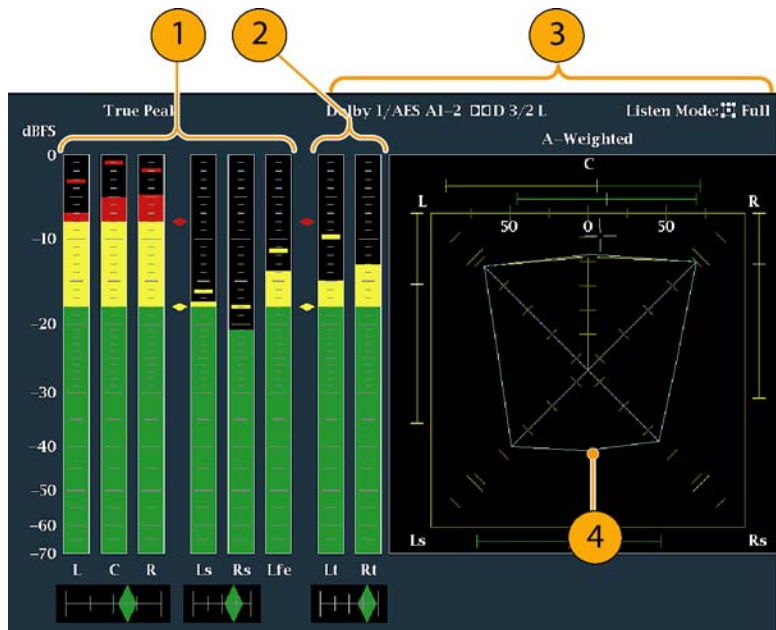 1 2 3
True Peak Dolby 1/AES A1-2 D 3/2 L Listen Mode: Full
dBFS A-Weighted
0 C
L R
50 0 50
-10
-20
-30
-40
-50
-60
4
Ls Rs
-70
L C R Ls Rs Lfe Lt Rt